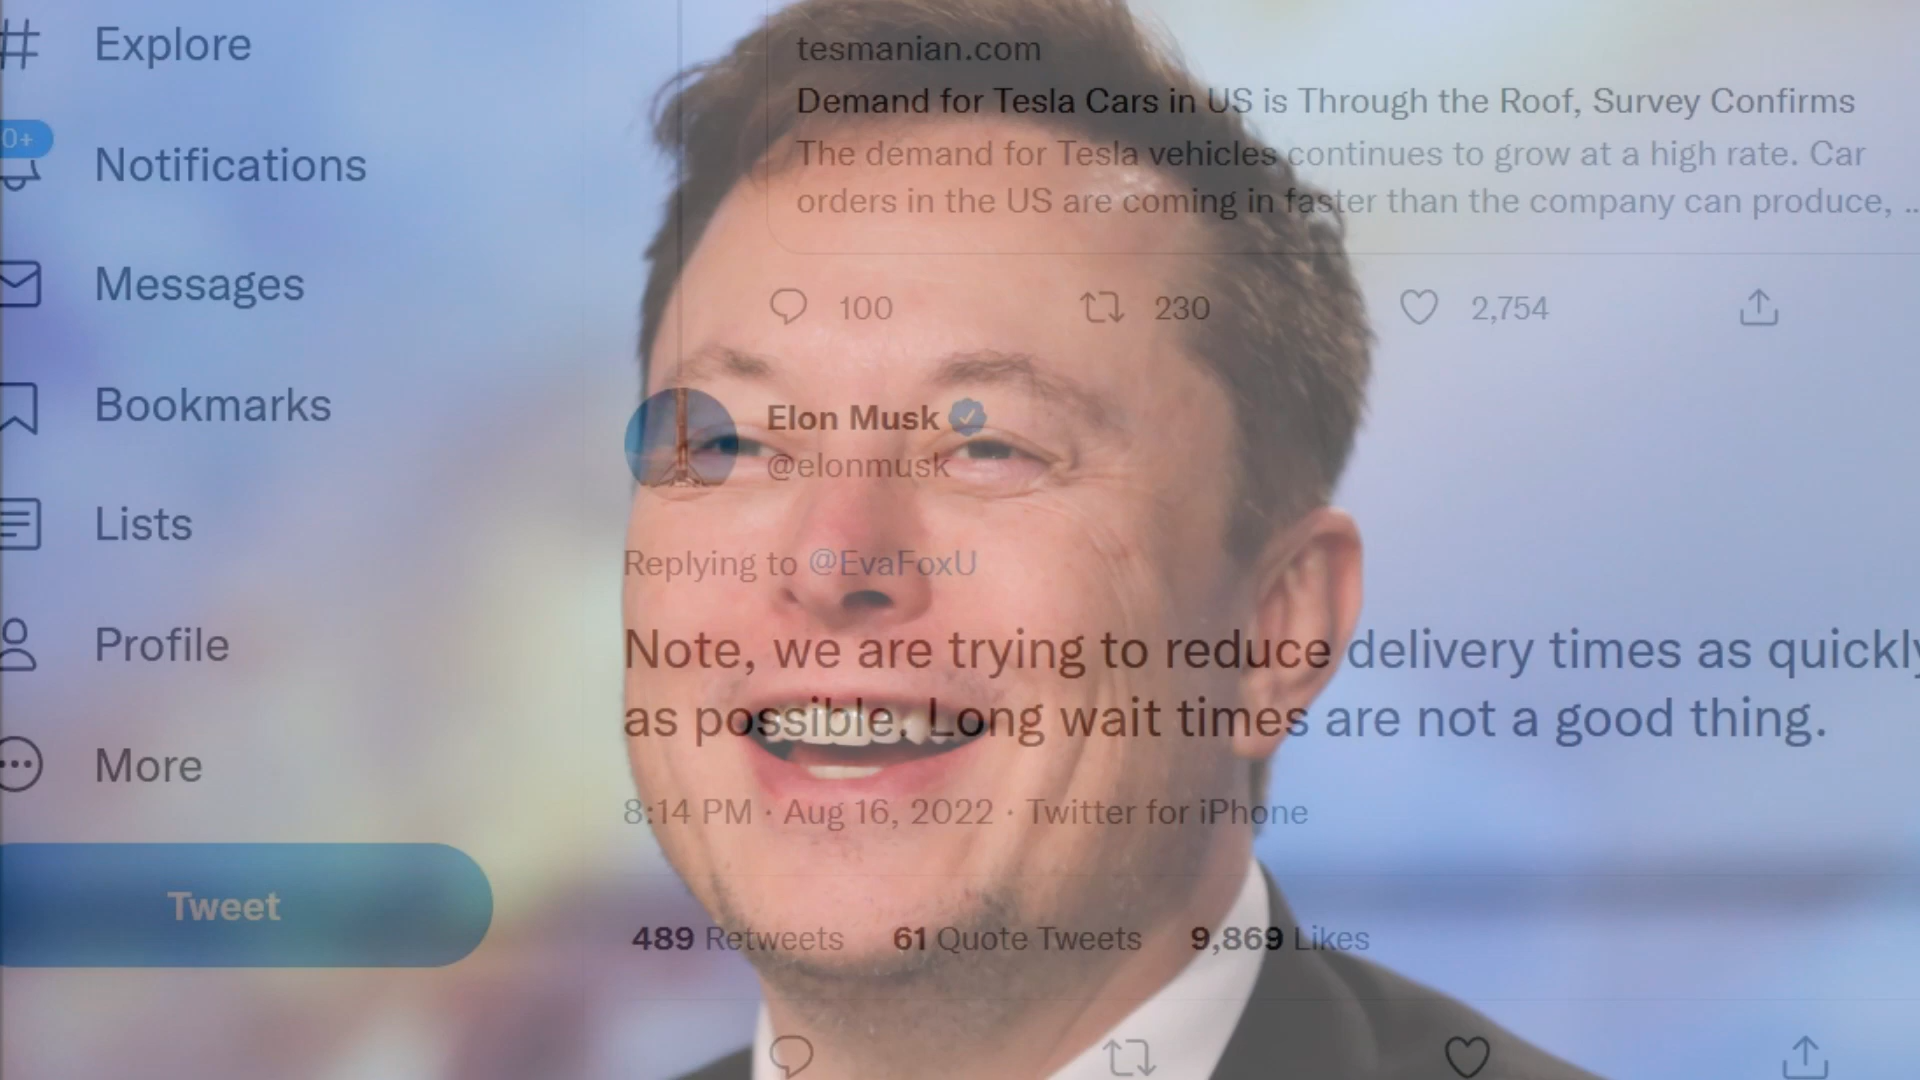 Explore
0+
Notifications
Messages
Bookmarks
Lists
Profile
More
Tweet
tesmanian.com
Demand for Tesla Cars in US is Through the Roof, Survey Confirms
The demand for Tesla vehicles continues to grow at a high rate. Car
orders in the US are coming in faster than the company can produce, ..
100 230 2,754
Elon Musk
@elonmusk
Replying to @EvaFoxU
Note, we are trying to reduce delivery times as quickly
as possible. Long wait times are not a good thing.
8:14 PM · Aug 16, 2022 · Twitter for iPhone
489 Retweets 61 Quote Tweets 9,869 Likes